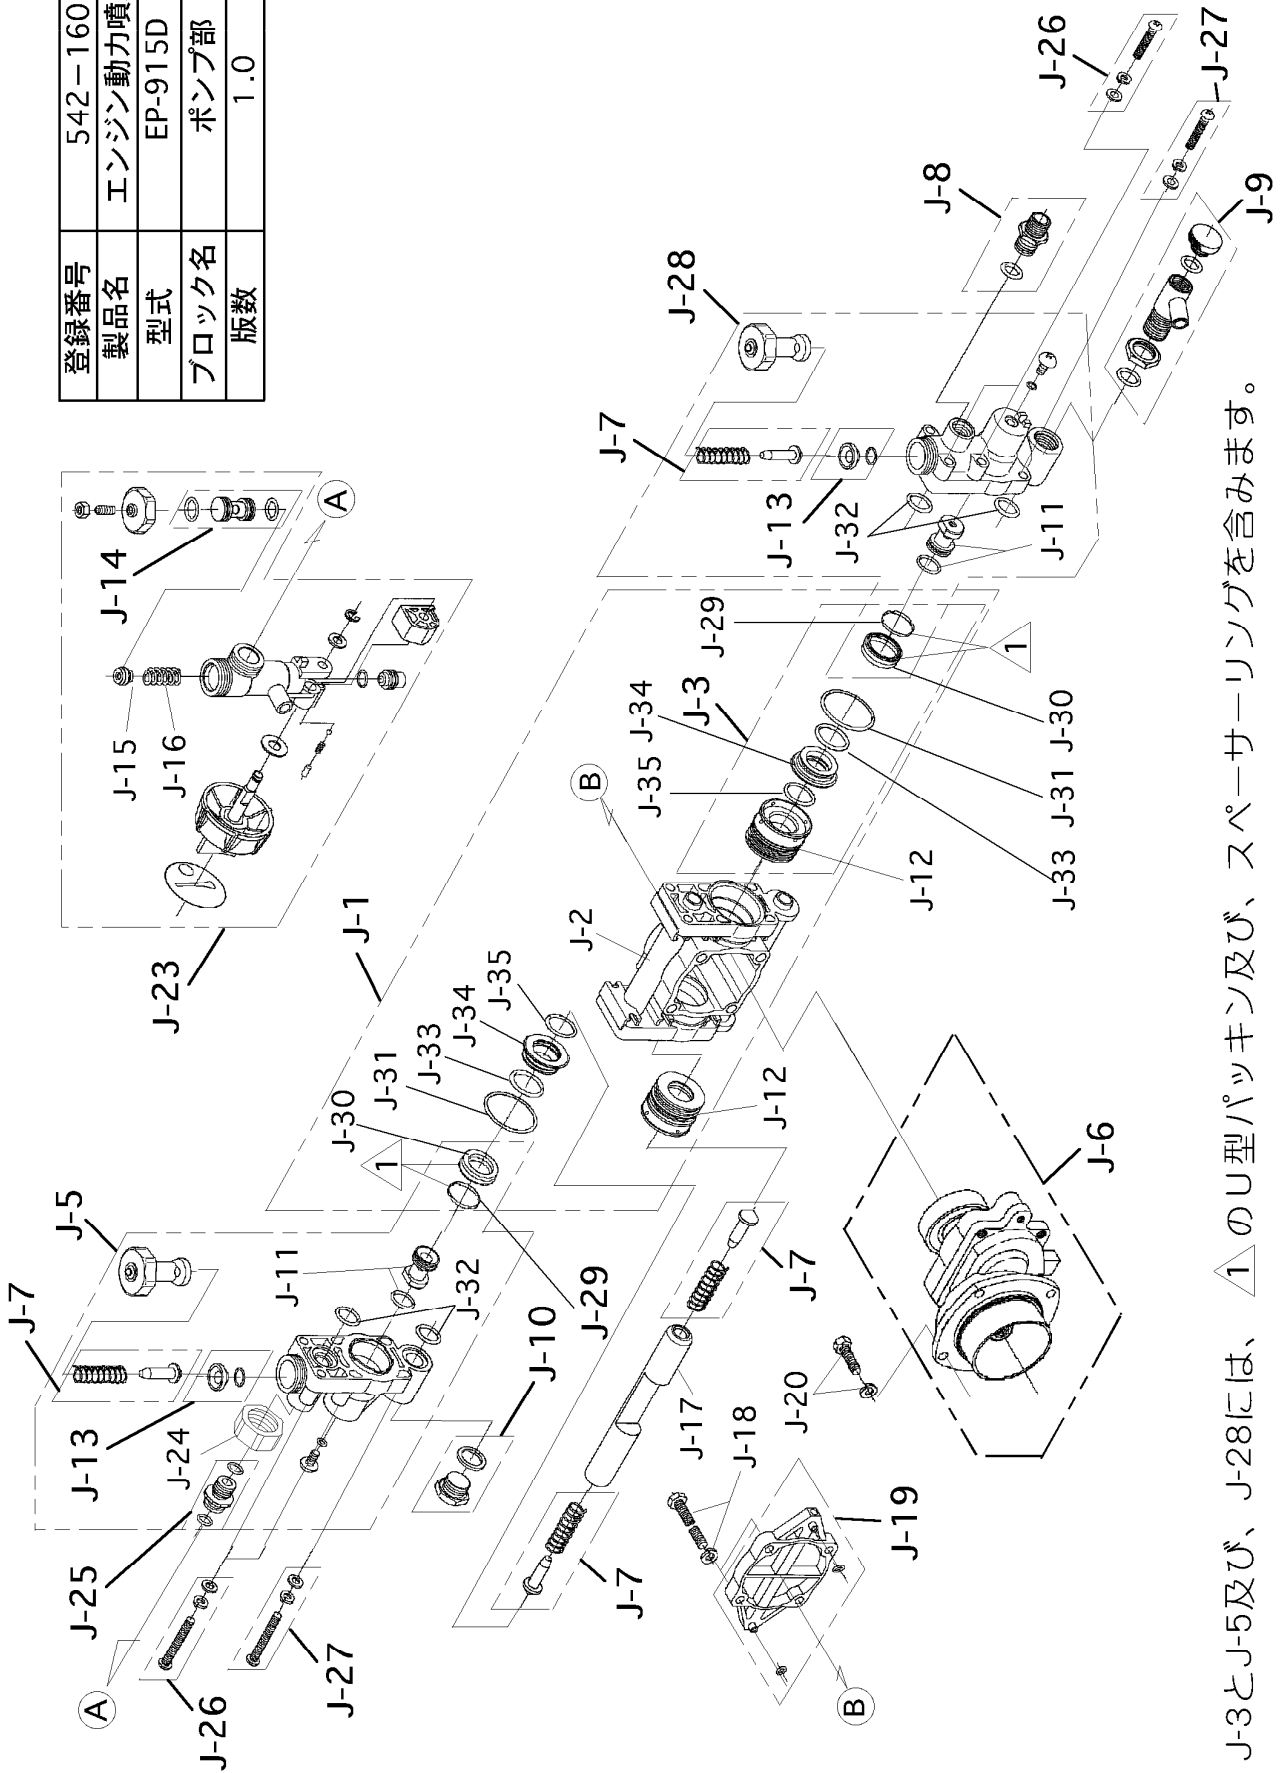 登録番号 542-160
製品名 エンジン動力噴
型式 EP-915D
ブロック名 ポンプ部
版数 1.0
J-26
J-27
J-8
J-9
J-28
J-7
J-13
J-32
J-11
J-14
A
J-15
J-16
J-23
J-29
1
J-3
J-34
J-35
J-30
J-31
J-33
J-12
B
J-2
J-1
J-35
J-34
J-33
J-31
J-30
1
J-12
J-6
J-5
J-7
J-11
J-32
J-29
J-10
J-13
J-24
J-25
A
J-26
J-27
J-7
J-17
J-7
J-18
J-20
J-19
B
J-3とJ-5及び、J-28には、1のU型パッキン及び、スペーサーリングを含みます。